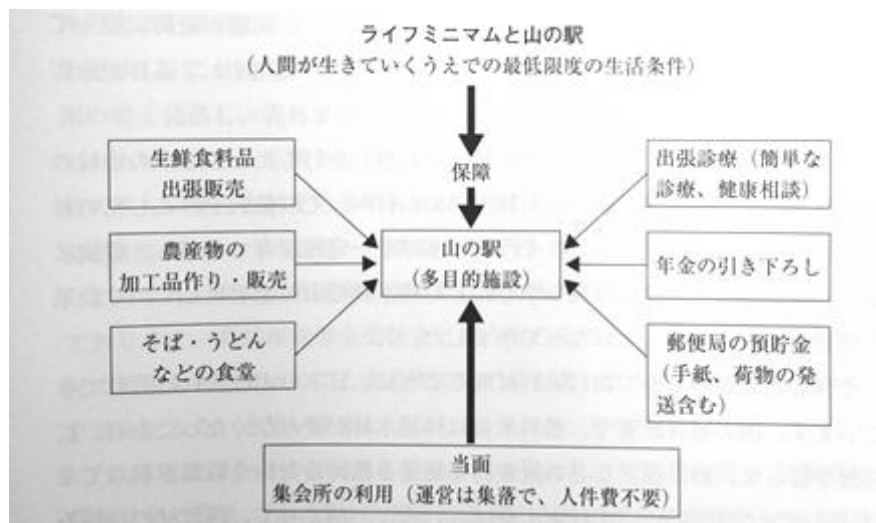 ライフミニマムと山の駅
（人間が生きていくうえでの最低限度の生活条件）
保障
生鮮食料品
出張販売
農産物の
加工品作り・販売
そば・うどん
などの食堂
山の駅
（多目的施設）
出張診療（簡単な
診療、健康相談）
年金の引き下ろし
郵便局の預貯金
（手紙、荷物の発
送含む）
当面
集会所の利用（運営は集落で、人件費不要）